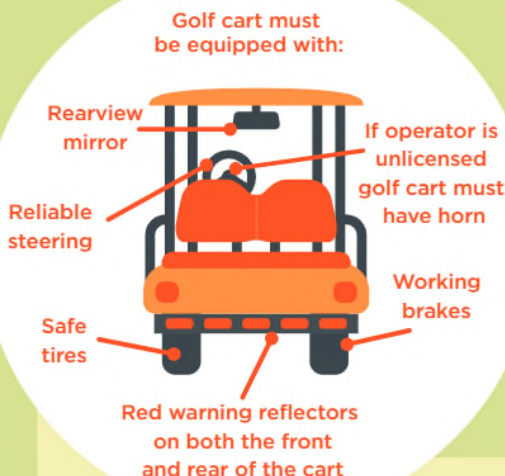 Golf cart must
be equipped with:
Rearview
mirror
If operator is
unlicensed
golf cart must
have horn
Reliable
steering
Working
brakes
Safe
tires
Red warning reflectors
on both the front
and rear of the cart